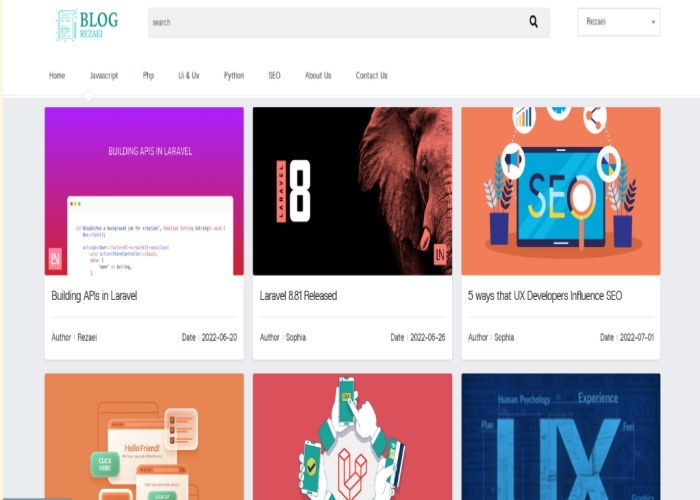 BLOG
REZAEI
search
Rezaei
Home
Javascript
Php
Ui & Ux
Python
SEO
About Us
Contact Us
BUILDING APIS IN LARAVEL
LN
LARAVEL
8
LN
SEO
Building APIs in Laravel
Laravel 8.81 Released
5 ways that UX Developers Influence SEO
Author : Rezaei
Date : 2022-06-20
Author : Sophia
Date : 2022-06-26
Author : Sophia
Date : 2022-07-01
Hello Friend!
CLICK
HERE!
SIGN UP
Human Psychology
Experience
Plan
Feel
UX